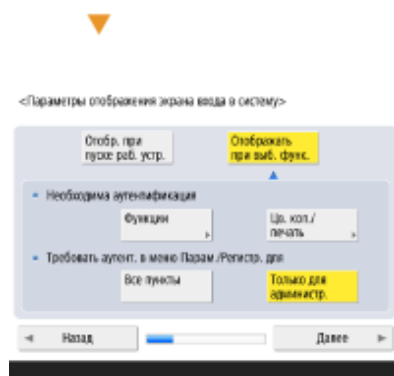 <Параметры отображения экрана входа в систему>
Отобр. при
пуске раб. устр.
Отображать
при выб. функ.
Необходима аутентификация
Функции
Цв. коп./
печать
Требовать аутент. в меню Парам./Регистр. для
Все пункты
Только для
администр.
Назад
Далее